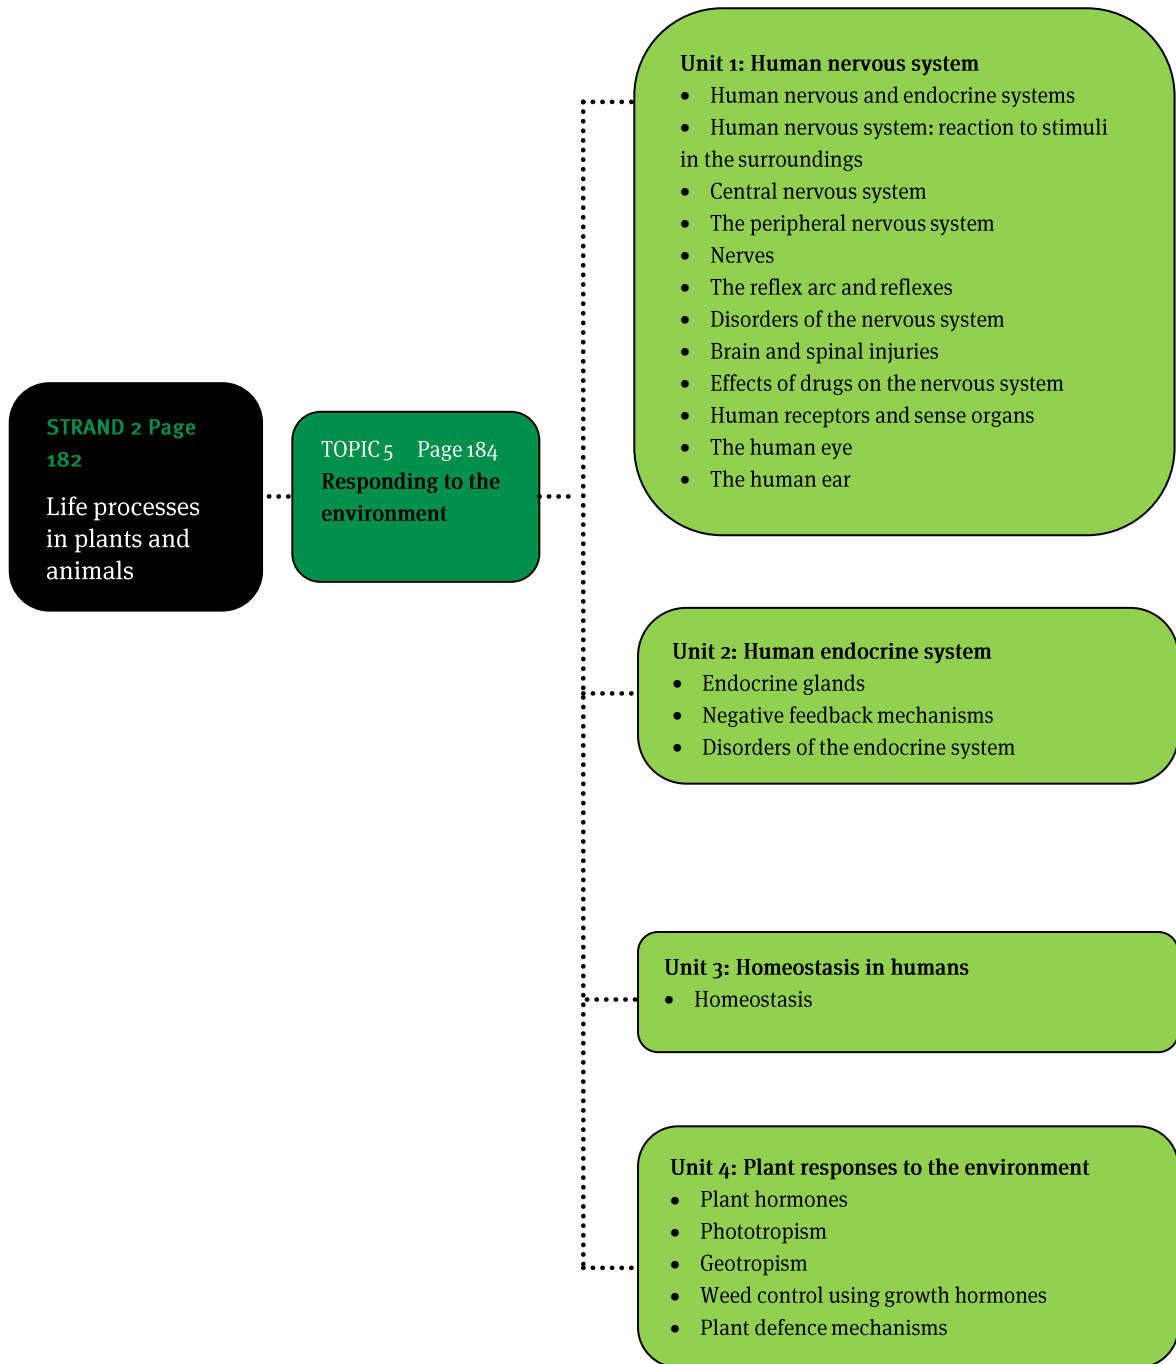 STRAND 2 Page
182
Life processes
in plants and
animals
TOPIC 5 Page 184
Responding to the
environment
Unit 1: Human nervous system
• Human nervous and endocrine systems
• Human nervous system: reaction to stimuli
in the surroundings
• Central nervous system
• The peripheral nervous system
• Nerves
• The reflex arc and reflexes
• Disorders of the nervous system
• Brain and spinal injuries
• Effects of drugs on the nervous system
• Human receptors and sense organs
• The human eye
• The human ear
Unit 2: Human endocrine system
• Endocrine glands
• Negative feedback mechanisms
• Disorders of the endocrine system
Unit 3: Homeostasis in humans
• Homeostasis
Unit 4: Plant responses to the environment
• Plant hormones
• Phototropism
• Geotropism
• Weed control using growth hormones
• Plant defence mechanisms